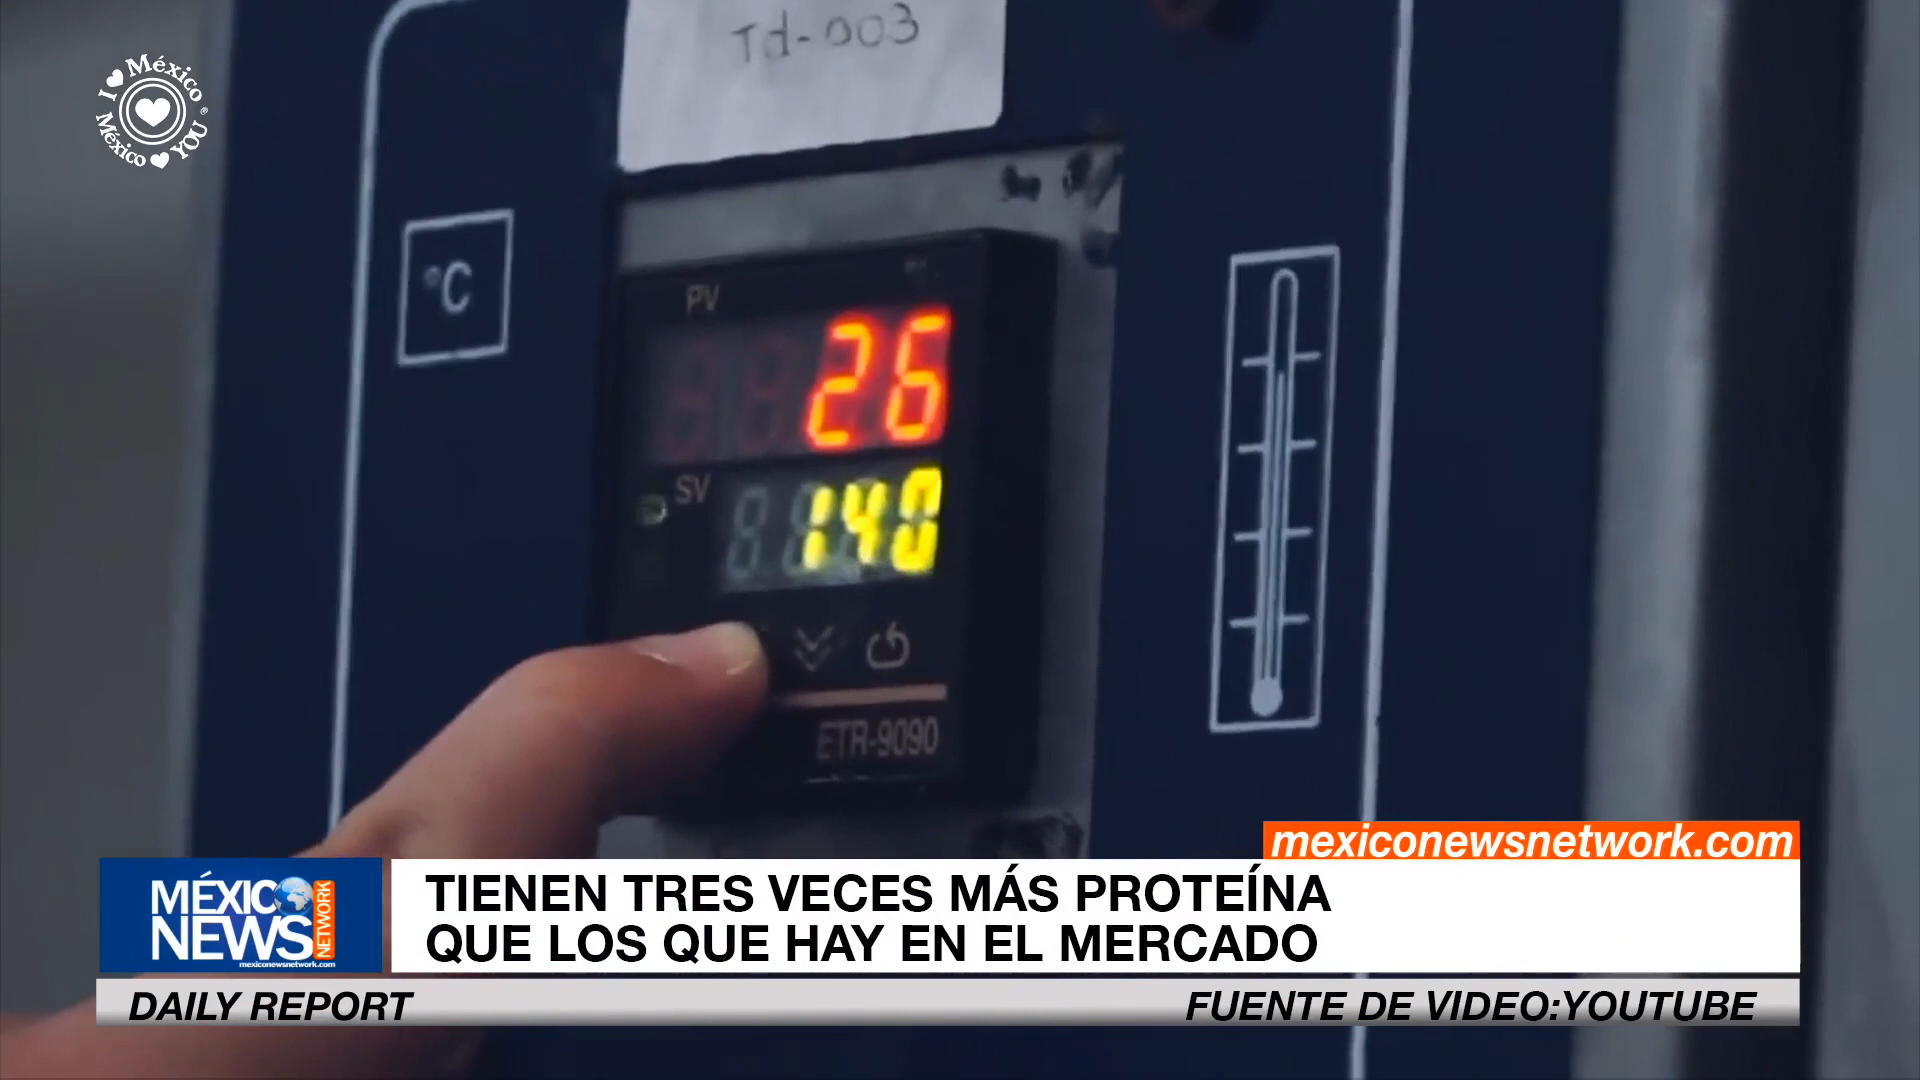 Td-003
I México
México YOU
°C
PV
26
SV
140
ETR-9090
mexiconewsnetwork.com
TIENEN TRES VECES MÁS PROTEÍNA
QUE LOS QUE HAY EN EL MERCADO
MÉXICO
NEWS
NETWORK
mexiconewsnetwork.com
DAILY REPORT
FUENTE DE VIDEO:YOUTUBE